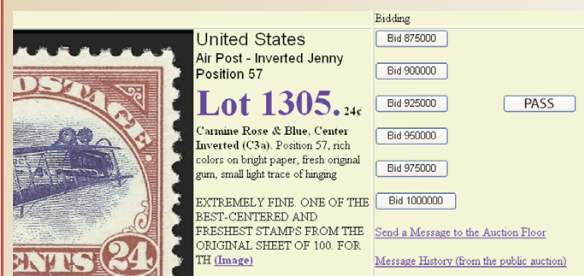 Bidding
United States
Air Post - Inverted Jenny
Position 57
Lot 1305. 24¢
Carmine Rose & Blue, Center
Inverted (C3a). Position 57, rich
colors on bright paper, fresh original
gum, small light trace of hinging
EXTREMELY FINE. ONE OF THE
BEST-CENTERED AND
FRESHEST STAMPS FROM THE
ORIGINAL SHEET OF 100. FOR
TH (Image)
Bid 875000
Bid 900000
Bid 925000
PASS
Bid 950000
Bid 975000
Bid 1000000
Send a Message to the Auction Floor
Message History (from the public auction)
OSTAGE
ENTS 24